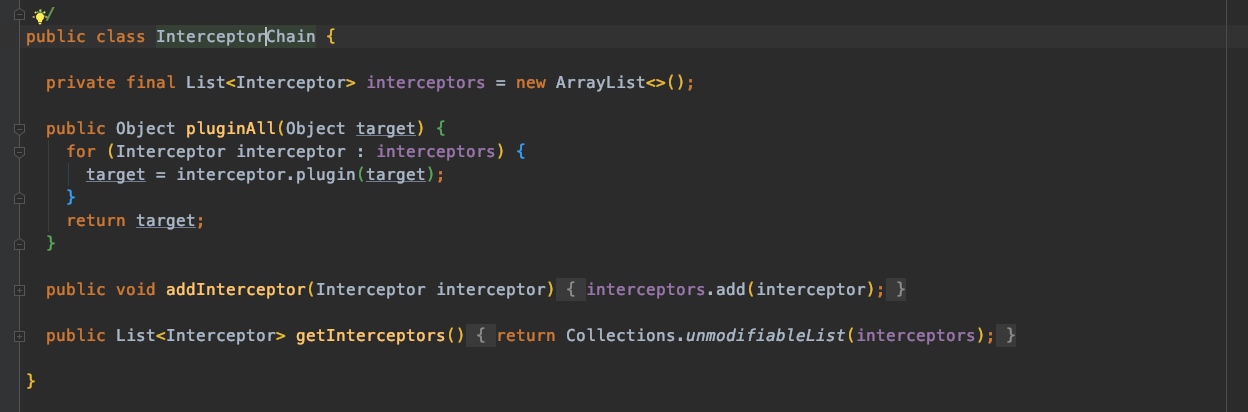 public class InterceptorChain {
private final List<Interceptor> interceptors = new ArrayList<>();
public Object pluginAll(Object target) {
for (Interceptor interceptor : interceptors) {
target = interceptor.plugin(target);
}
return target;
}
public void addInterceptor(Interceptor interceptor) { interceptors.add(interceptor); }
public List<Interceptor> getInterceptors() { return Collections.unmodifiableList(interceptors); }
}